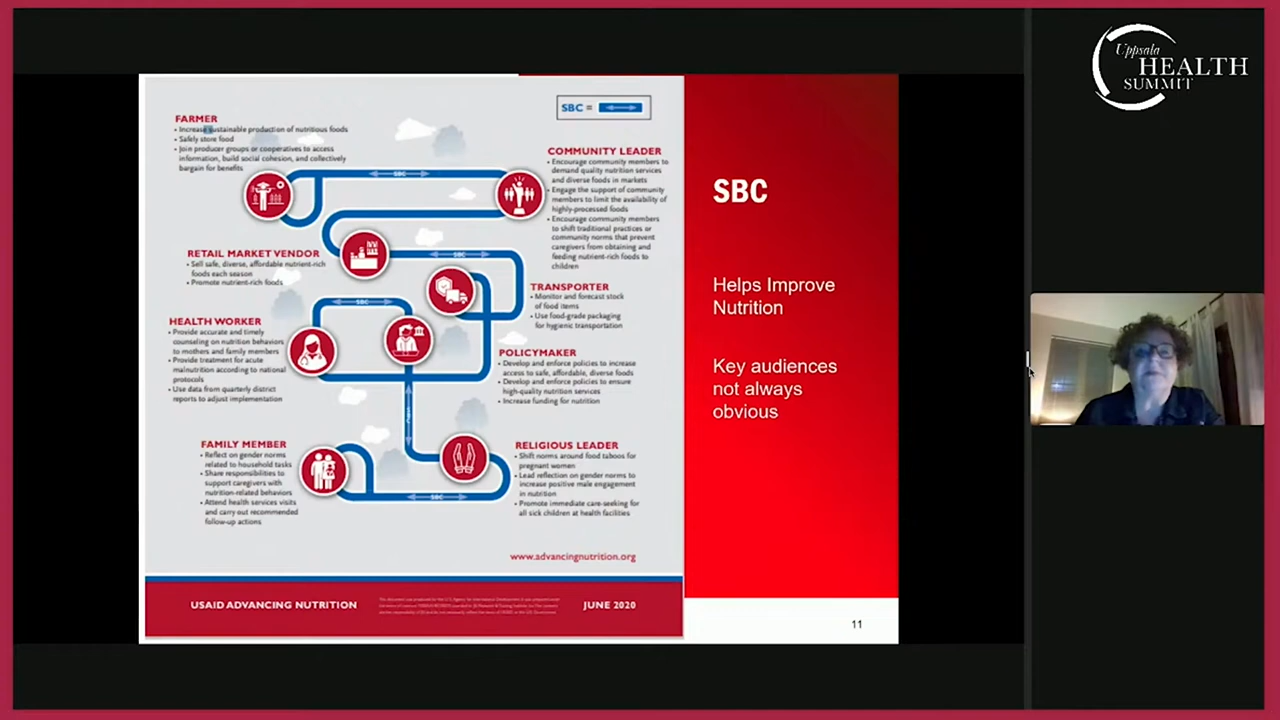 Uppsala
HEALTH
SUMMIT
SBC =
FARMER
• Increase sustainable production of nutritious foods
• Safely store food
• Join producer groups or cooperatives to access
information, build social cohesion, and collectively
bargain for benefits
SBC
COMMUNITY LEADER
• Encourage community members to
demand quality nutrition services
and diverse foods in markets
• Engage the support of community
members to limit the availability of
highly-processed foods
• Encourage community members
to shift traditional practices or
community norms that prevent
caregivers from obtaining and
feeding nutrient-rich foods to
children
RETAIL MARKET VENDOR
• Sell safe, diverse, affordable nutrient-rich
foods each season
• Promote nutrient-rich foods
SBC
TRANSPORTER
• Monitor and forecast stock
of food items
• Use food-grade packaging
for hygienic transportation
SBC
HEALTH WORKER
• Provide accurate and timely
counseling on nutrition behaviors
to mothers and family members
• Provide treatment for acute
malnutrition according to national
protocols
• Use data from quarterly district
reports to adjust implementation
POLICYMAKER
• Develop and enforce policies to increase
access to safe, affordable, diverse foods
• Develop and enforce policies to ensure
high-quality nutrition services
• Increase funding for nutrition
FAMILY MEMBER
• Reflect on gender norms
related to household tasks
• Share responsibilities to
support caregivers with
nutrition-related behaviors
• Attend health services visits
and carry out recommended
follow-up actions
SBC
RELIGIOUS LEADER
• Shift norms around food taboos for
pregnant women
• Lead reflection on gender norms to
increase positive male engagement
in nutrition
• Promote immediate care-seeking for
all sick children at health facilities
www.advancingnutrition.org
USAID ADVANCING NUTRITION
JUNE 2020
SBC
Helps Improve
Nutrition
Key audiences
not always
obvious
11